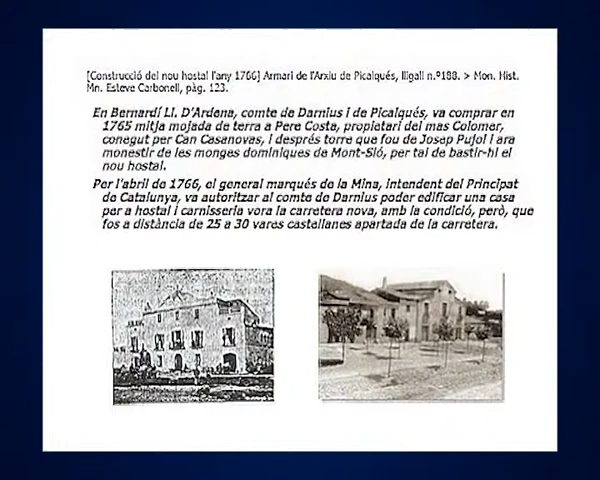 [Construcció del nou hostal l'any 1766] Armari de l'Arxiu de Picalqués, lligall n.º188. > Mon. Hist.
Mn. Esteve Carbonell, pàg. 123.
En Bernardí Ll. D'Ardena, comte de Darnius i de Picalqués, va comprar en
1765 mitja mojada de terra a Pere Costa, propietari del mas Colomer,
conegut per Can Casanovas, i després torre que fou de Josep Pujol i ara
monestir de les monges dominiques de Mont-Sió, per tal de bastir-hi el
nou hostal.
Per l'abril de 1766, el general marqués de la Mina, intendent del Principat
de Catalunya, va autoritzar al comte de Darnius poder edificar una casa
per a hostal i carnisseria vora la carretera nova, amb la condició, però, que
fos a distància de 25 a 30 vares castellanes apartada de la carretera.